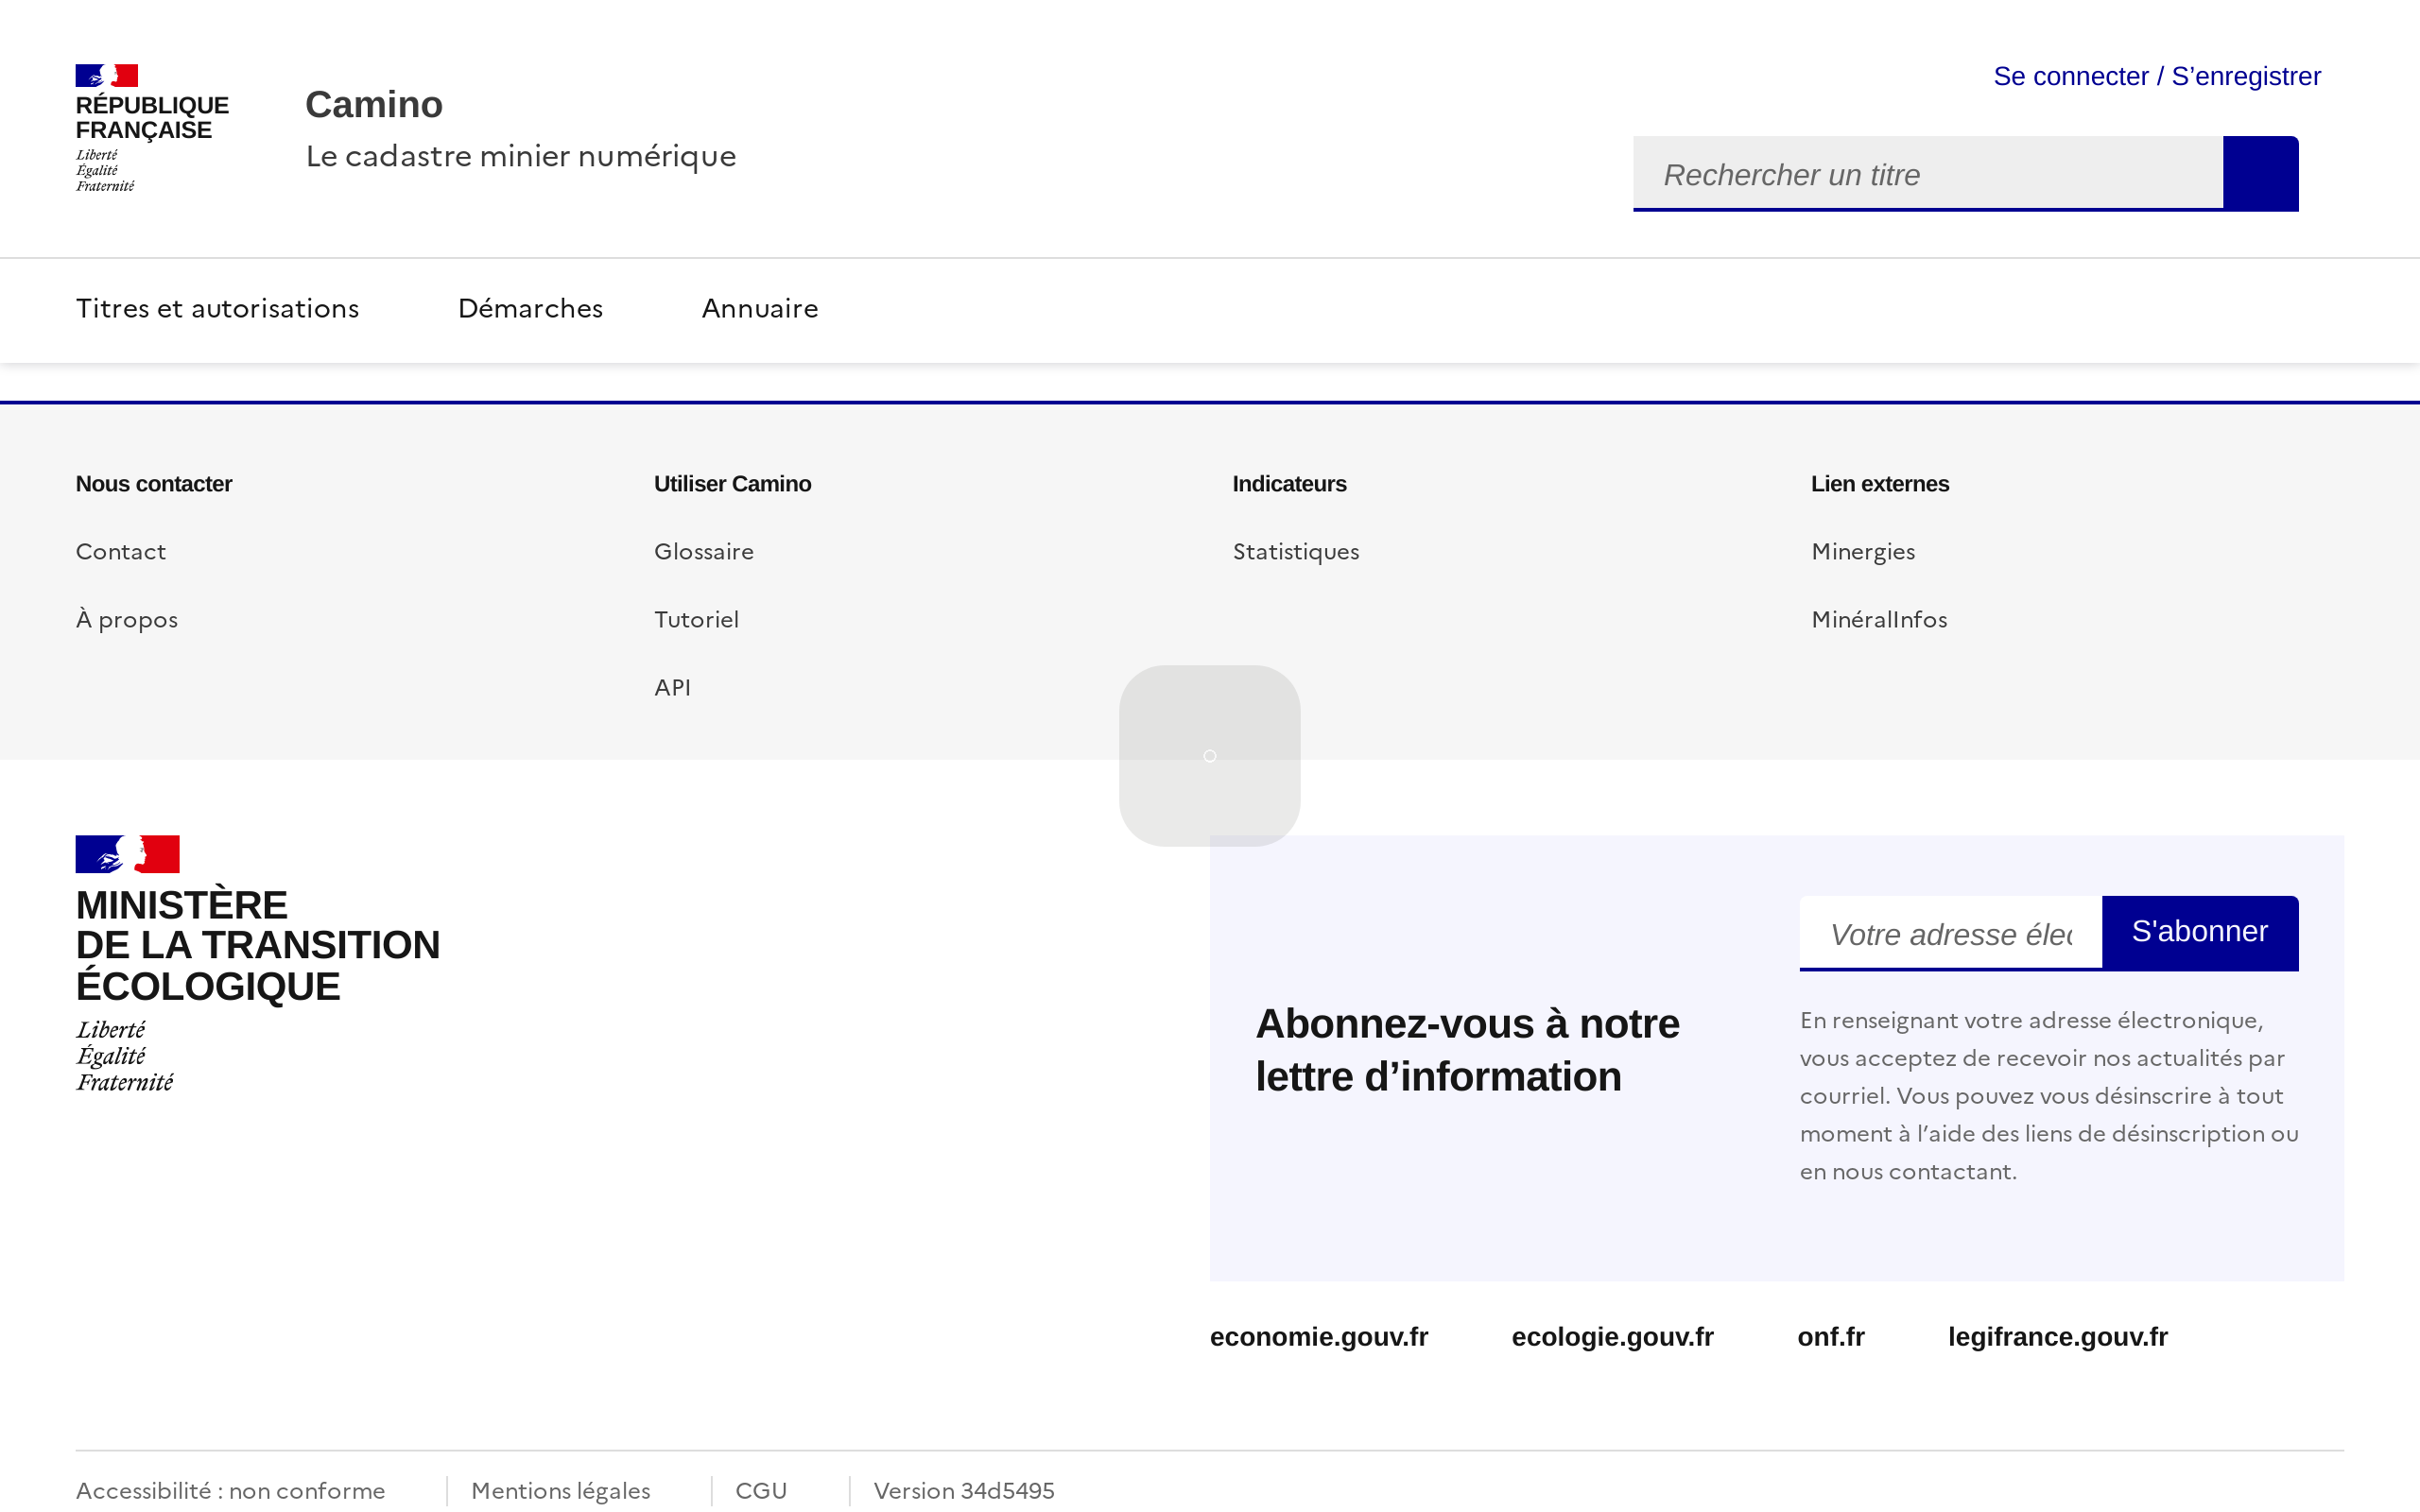 RÉPUBLIQUE
FRANÇAISE
Liberté
Égalité
Fraternité
Camino
Le cadastre minier numérique
Se connecter / S’enregistrer
Rechercher un titre
Titres et autorisations
Démarches
Annuaire
Nous contacter
Contact
À propos
Utiliser Camino
Glossaire
Tutoriel
API
Indicateurs
Statistiques
Lien externes
Minergies
MinéralInfos
MINISTÈRE
DE LA TRANSITION
ÉCOLOGIQUE
Liberté
Égalité
Fraternité
Abonnez-vous à notre
lettre d’information
Votre adresse élec
S'abonner
En renseignant votre adresse électronique,
vous acceptez de recevoir nos actualités par
courriel. Vous pouvez vous désinscrire à tout
moment à l’aide des liens de désinscription ou
en nous contactant.
economie.gouv.fr
ecologie.gouv.fr
onf.fr
legifrance.gouv.fr
Accessibilité : non conforme
Mentions légales
CGU
Version 34d5495